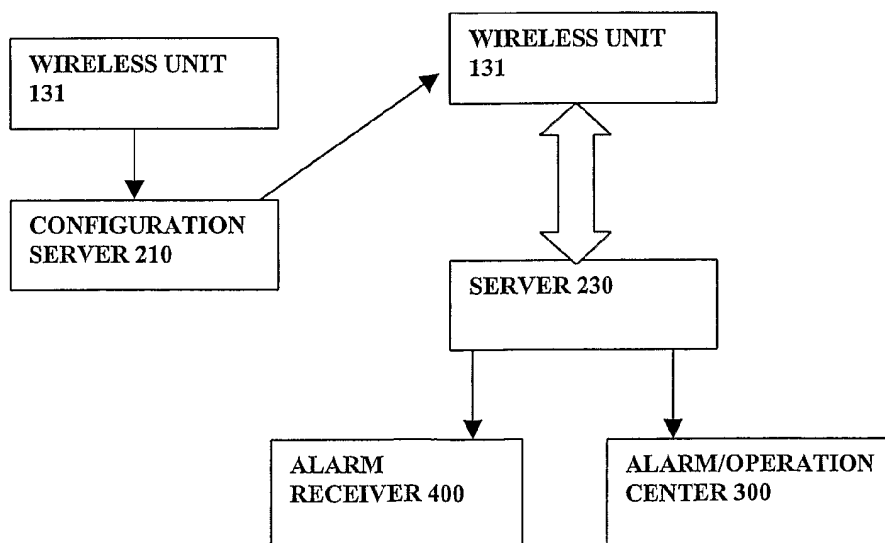 WIRELESS UNIT
131
WIRELESS UNIT
131
CONFIGURATION
SERVER 210
SERVER 230
ALARM
RECEIVER 400
ALARM/OPERATION
CENTER 300